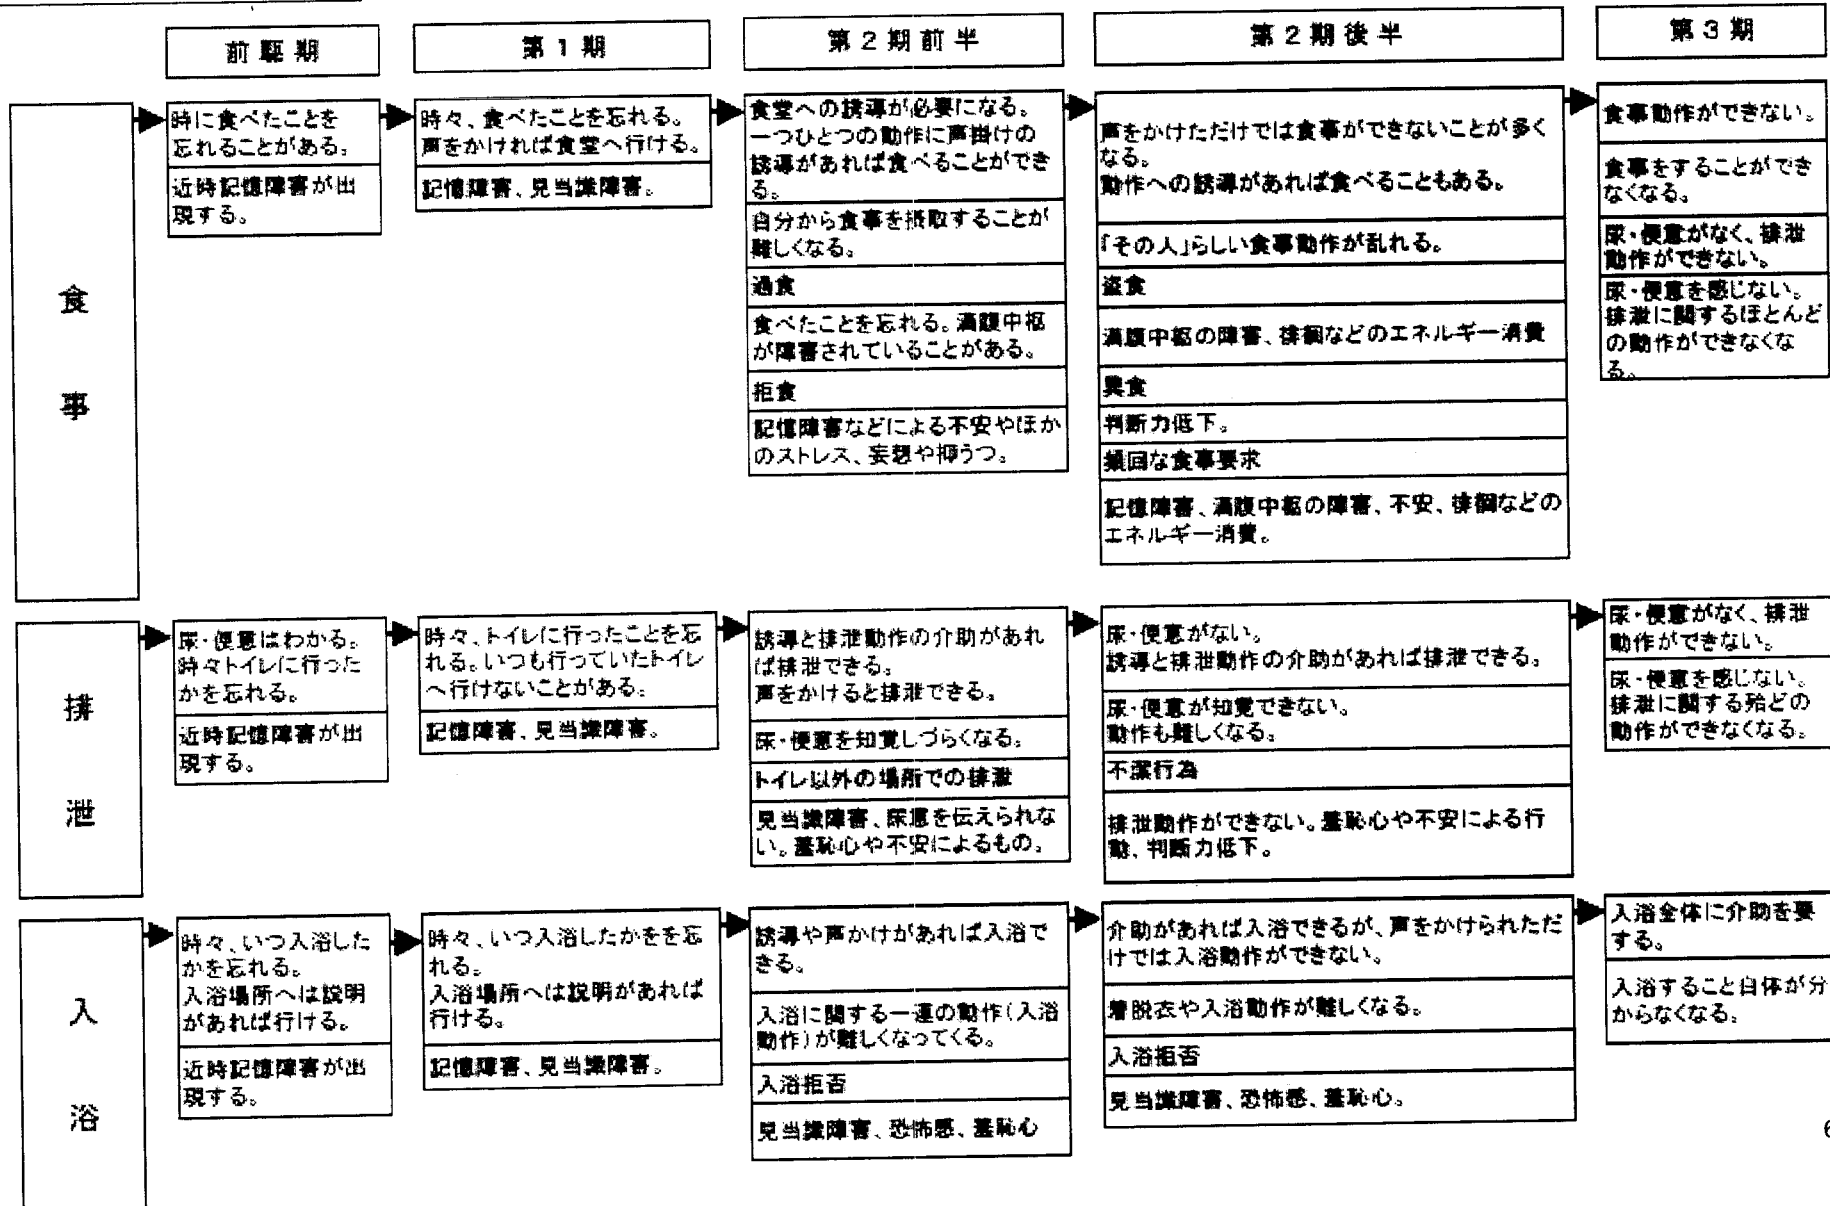 前駆期
第1期
第2期前半
第2期後半
第3期
食事
時に食べたことを
忘れることがある。
近時記憶障害が出
現する。
時々、食べたことを忘れる。
声をかければ食堂へ行ける。
記憶障害、見当識障害。
食堂への誘導が必要になる。
一つひとつの動作に声掛けの
誘導があれば食べることができ
る。
自分から食事を摂取することが
難しくなる。
過食
食べたことを忘れる。満腹中枢
が障害されていることがある。
拒食
記憶障害などによる不安やほか
のストレス、妄想や抑うつ。
声をかけただけでは食事ができないことが多く
なる。
動作への誘導があれば食べることもある。
「その人」らしい食事動作が乱れる。
盗食
満腹中枢の障害、徘徊などのエネルギー消費
異食
判断力低下。
頻回な食事要求
記憶障害、満腹中枢の障害、不安、徘徊などの
エネルギー消費。
食事動作ができない。
食事をすることができ
なくなる。
尿・便意がなく、排泄
動作ができない。
尿・便意を感じない。
排泄に関するほとんど
の動作ができなくな
る。
排泄
尿・便意はわかる。
時々トイレに行った
かを忘れる。
近時記憶障害が出
現する。
時々、トイレに行ったことを忘
れる。いつも行っていたトイレ
へ行けないことがある。
記憶障害、見当識障害。
誘導と排泄動作の介助があれ
ば排泄できる。
声をかけると排泄できる。
尿・便意を知覚しづらくなる。
トイレ以外の場所での排泄
見当識障害、尿意を伝えられな
い。羞恥心や不安によるもの。
尿・便意がない。
誘導と排泄動作の介助があれば排泄できる。
尿・便意が知覚できない。
動作も難しくなる。
不潔行為
排泄動作ができない。羞恥心や不安による行
動、判断力低下。
尿・便意がなく、排泄
動作ができない。
尿・便意を感じない。
排泄に関する殆どの
動作ができなくなる。
入浴
時々、いつ入浴した
かを忘れる。
入浴場所へは説明
があれば行ける。
近時記憶障害が出
現する。
時々、いつ入浴したかをを忘
れる。
入浴場所へは説明があれば
行ける。
記憶障害、見当識障害。
誘導や声かけがあれば入浴で
きる。
入浴に関する一連の動作(入浴
動作)が難しくなってくる。
入浴拒否
見当識障害、恐怖感、羞恥心
介助があれば入浴できるが、声をかけられただ
けでは入浴動作ができない。
着脱衣や入浴動作が難しくなる。
入浴拒否
見当識障害、恐怖感、羞恥心。
入浴全体に介助を要
する。
入浴すること自体が分
からなくなる。